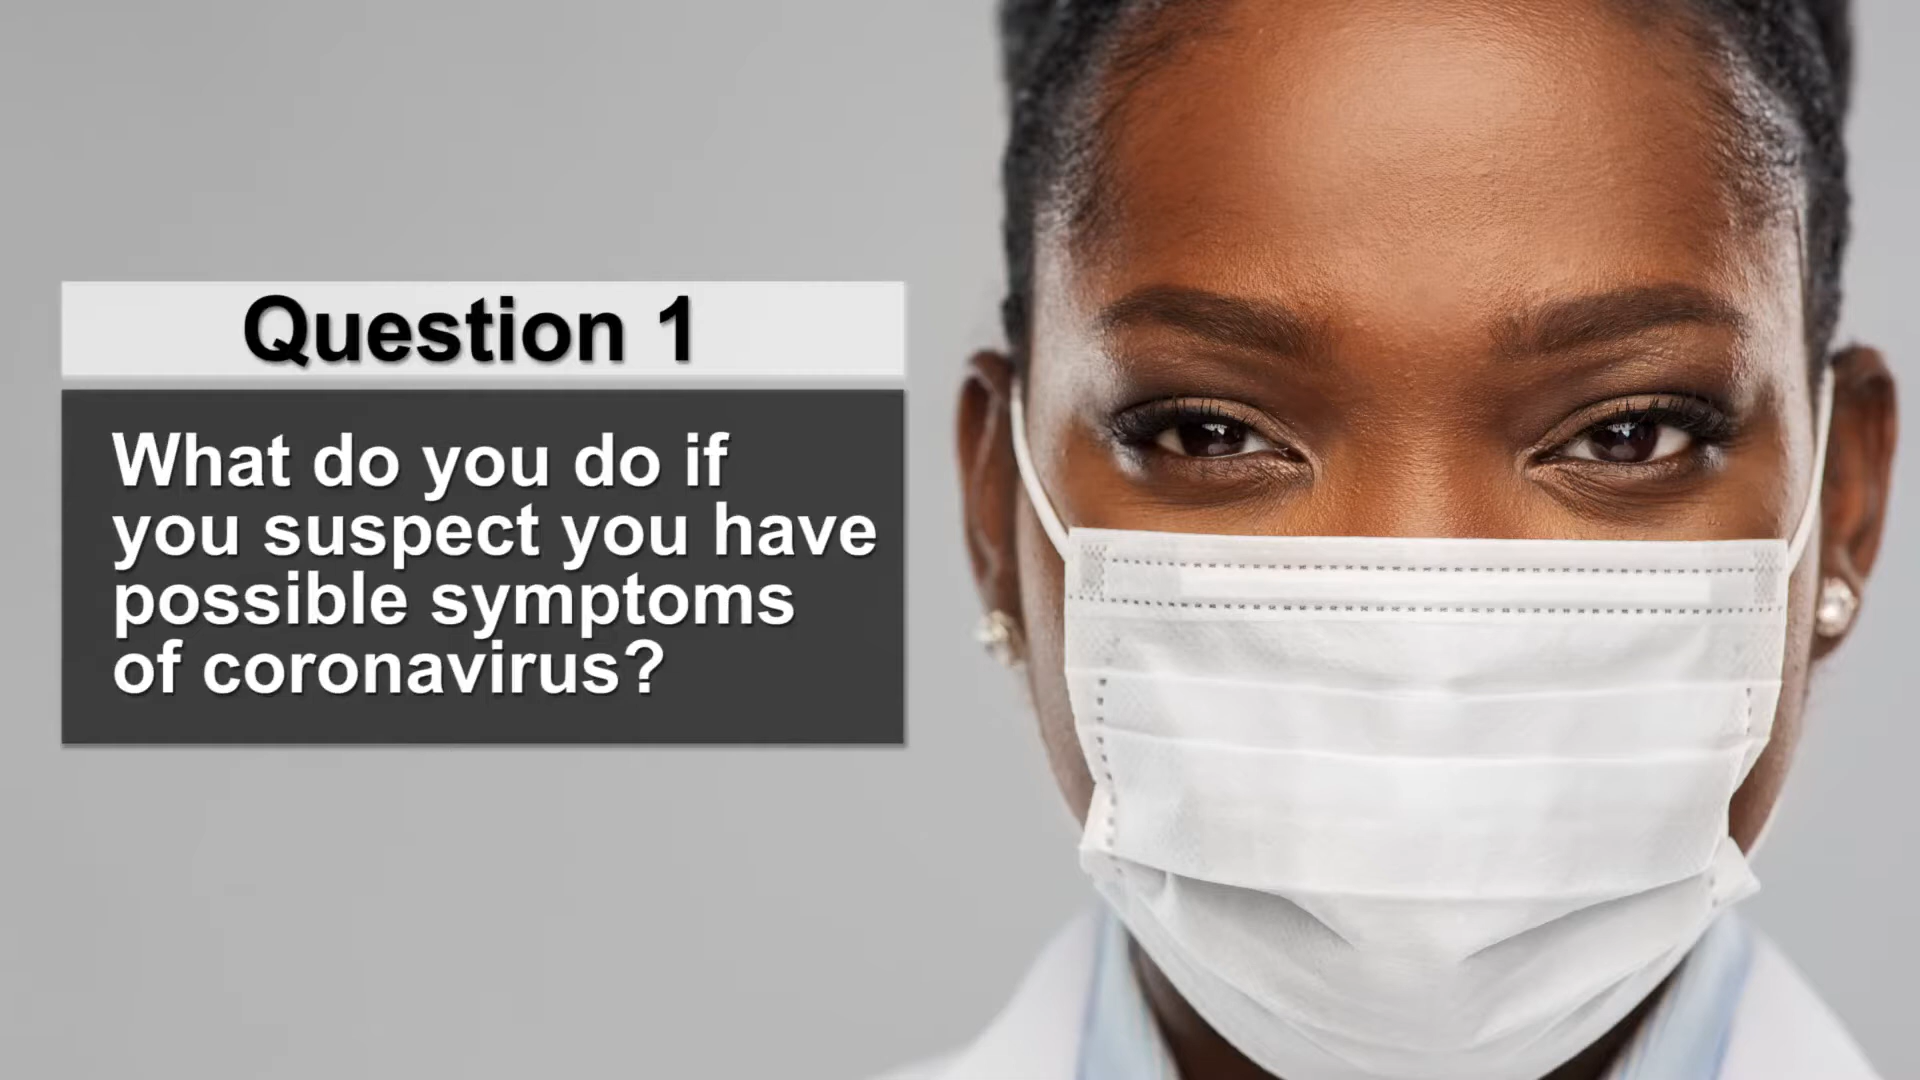 Question 1
What do you do if
you suspect you have
possible symptoms
of coronavirus?